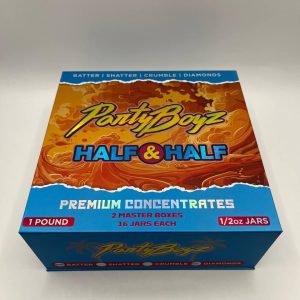 BATTER | SHATTER | CRUMBLE | DIAMONDS
PartyBoyz
HALF & HALF
PREMIUM CONCENTRATES
2 MASTER BOXES
16 JARS EACH
1 POUND
1/2oz JARS
PartyBoyz
BATTER SHATTER CRUMBLE DIAMONDS